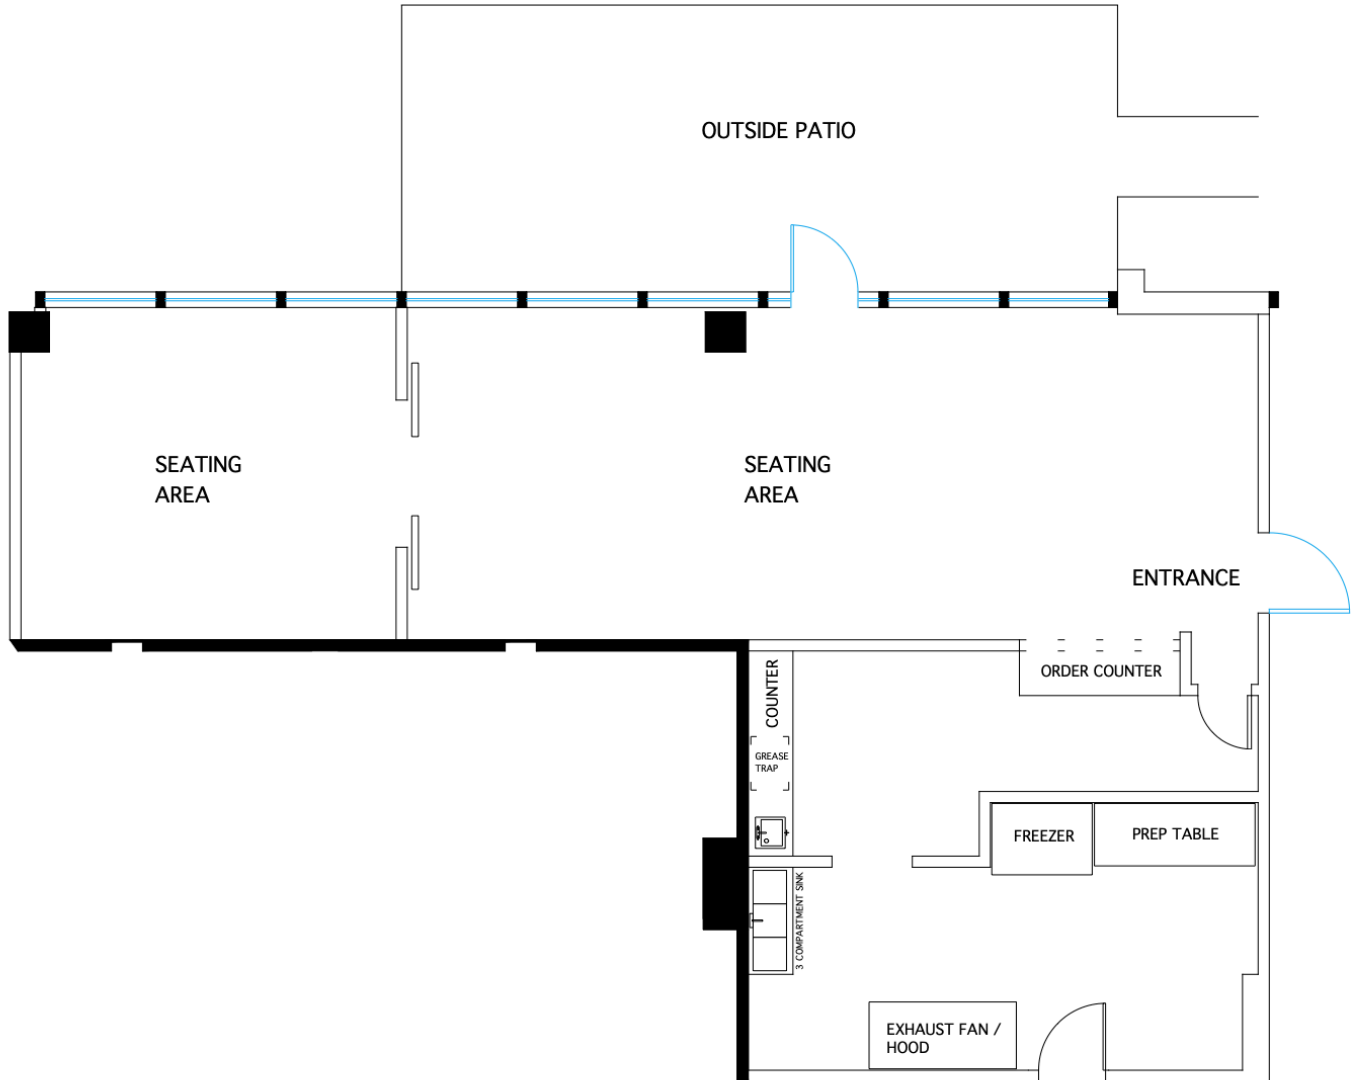 OUTSIDE PATIO
SEATING
AREA
SEATING
AREA
ENTRANCE
ORDER COUNTER
COUNTER
GREASE
TRAP
FREEZER
PREP TABLE
3 COMPARTMENT SINK
EXHAUST FAN /
HOOD